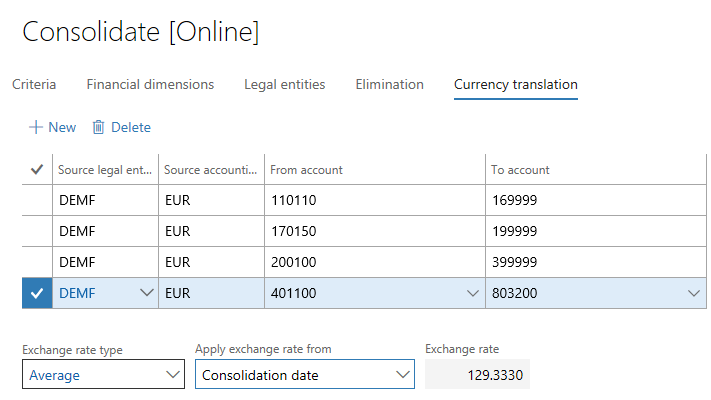 Consolidate [Online]
Criteria Financial dimensions Legal entities Elimination Currency translation
New Delete
Source legal ent... Source accounti... From account To account
DEMF EUR 110110 169999
DEMF EUR 170150 199999
DEMF EUR 200100 399999
DEMF EUR 401100 803200
Exchange rate type Apply exchange rate from Exchange rate
Average Consolidation date 129.3330